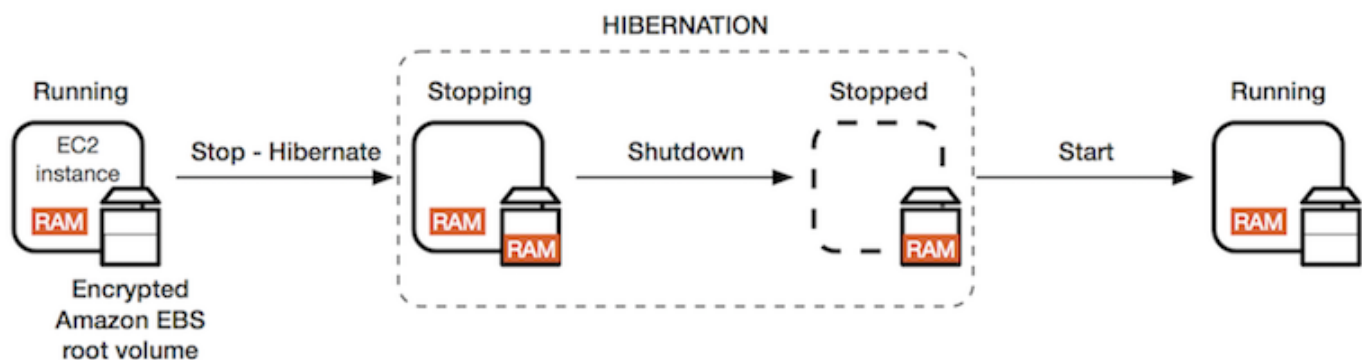 HIBERNATION
Running
Stopping
Stopped
Running
EC2
instance
Stop - Hibernate
Shutdown
Start
RAM
RAM
RAM
RAM
RAM
Encrypted
Amazon EBS
root volume